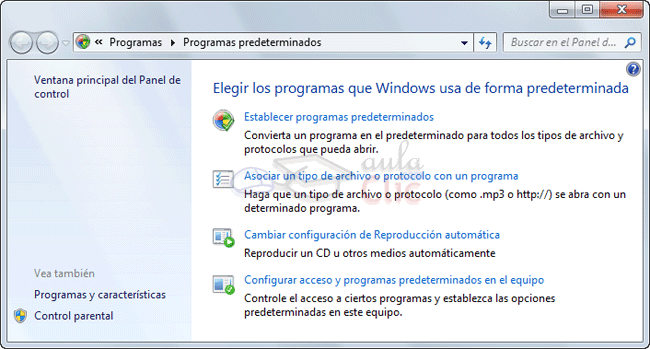 Programas Programas predeterminados
Buscar en el Panel d...
Ventana principal del Panel de
control
Elegir los programas que Windows usa de forma predeterminada
Establecer programas predeterminados
Convierta un programa en el predeterminado para todos los tipos de archivo y
protocolos que pueda abrir.
Asociar un tipo de archivo o protocolo con un programa
Haga que un tipo de archivo o protocolo (como .mp3 o http://) se abra con un
determinado programa.
Cambiar configuración de Reproducción automática
Reproducir un CD u otros medios automáticamente
Configurar acceso y programas predeterminados en el equipo
Controle el acceso a ciertos programas y establezca las opciones
predeterminadas en este equipo.
Vea también
Programas y características
Control parental
aula
Clic